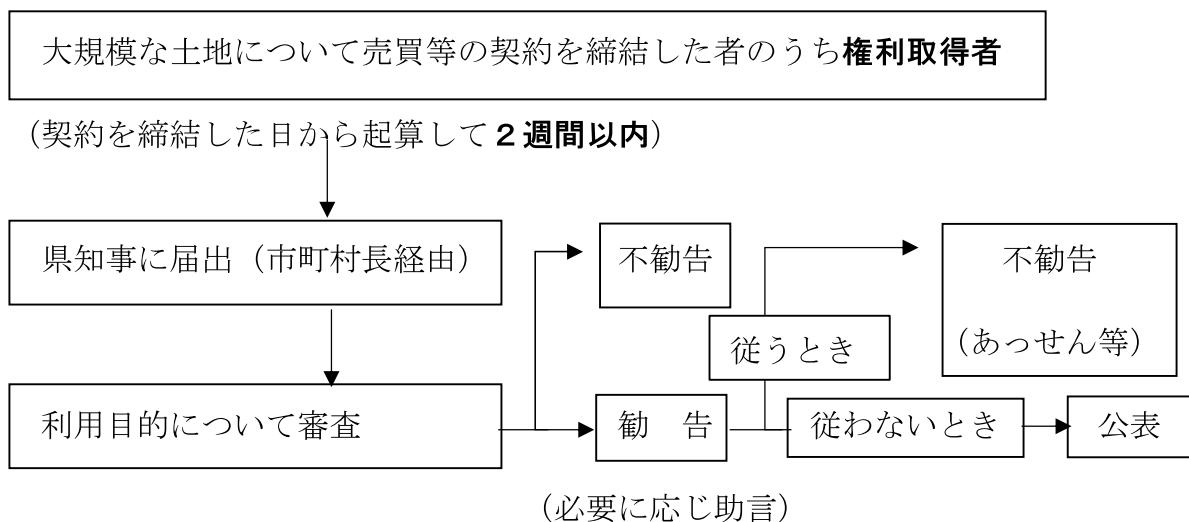 大規模な土地について売買等の契約を締結した者のうち権利取得者
（契約を締結した日から起算して２週間以内）
県知事に届出（市町村長経由）
不勧告
不勧告
（あっせん等）
従うとき
利用目的について審査
勧　告
従わないとき
公表
（必要に応じ助言）